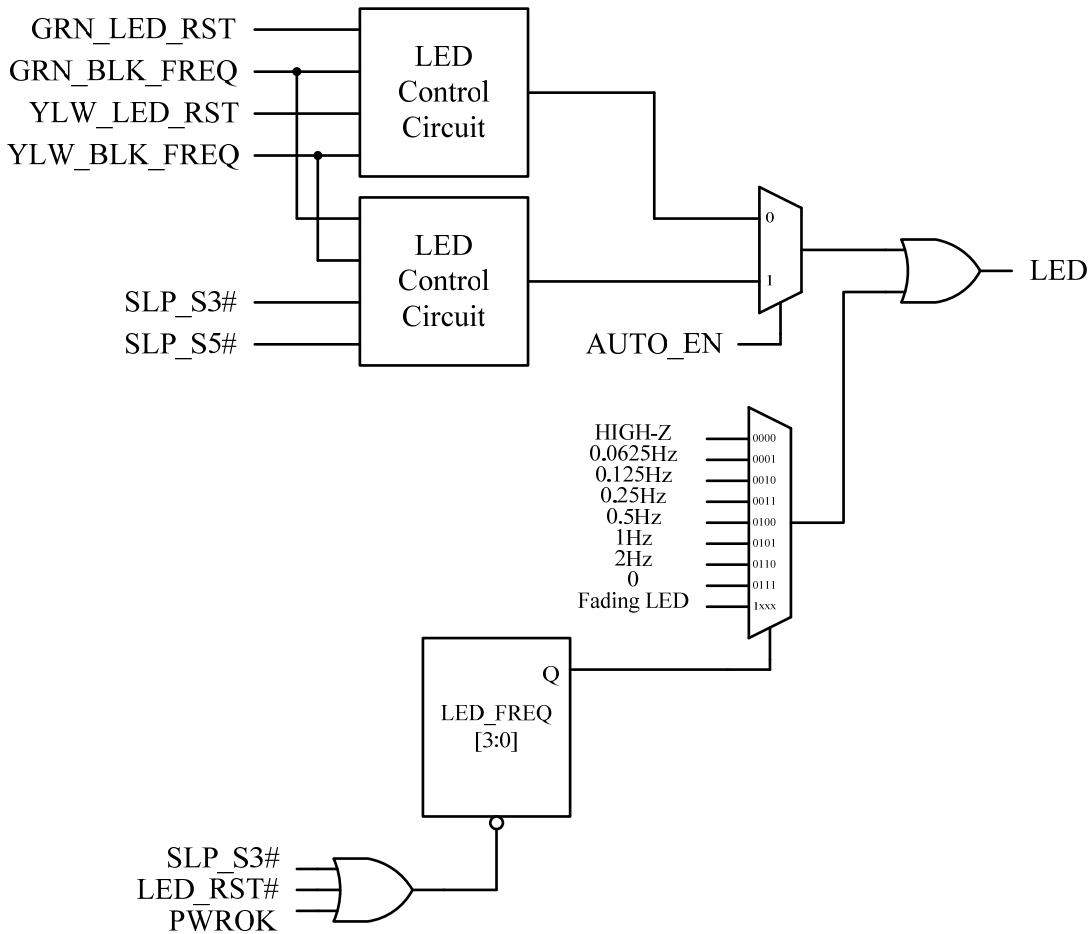 GRN_LED_RST
GRN_BLK_FREQ
YLW_LED_RST
YLW_BLK_FREQ
LED
Control
Circuit
LED
Control
Circuit
SLP_S3#
SLP_S5#
0
1
AUTO_EN
LED
HIGH-Z
0.0625Hz
0.125Hz
0.25Hz
0.5Hz
1Hz
2Hz
0
Fading LED
0000
0001
0010
0011
0100
0101
0110
0111
1xxx
Q
LED_FREQ
[3:0]
SLP_S3#
LED_RST#
PWROK